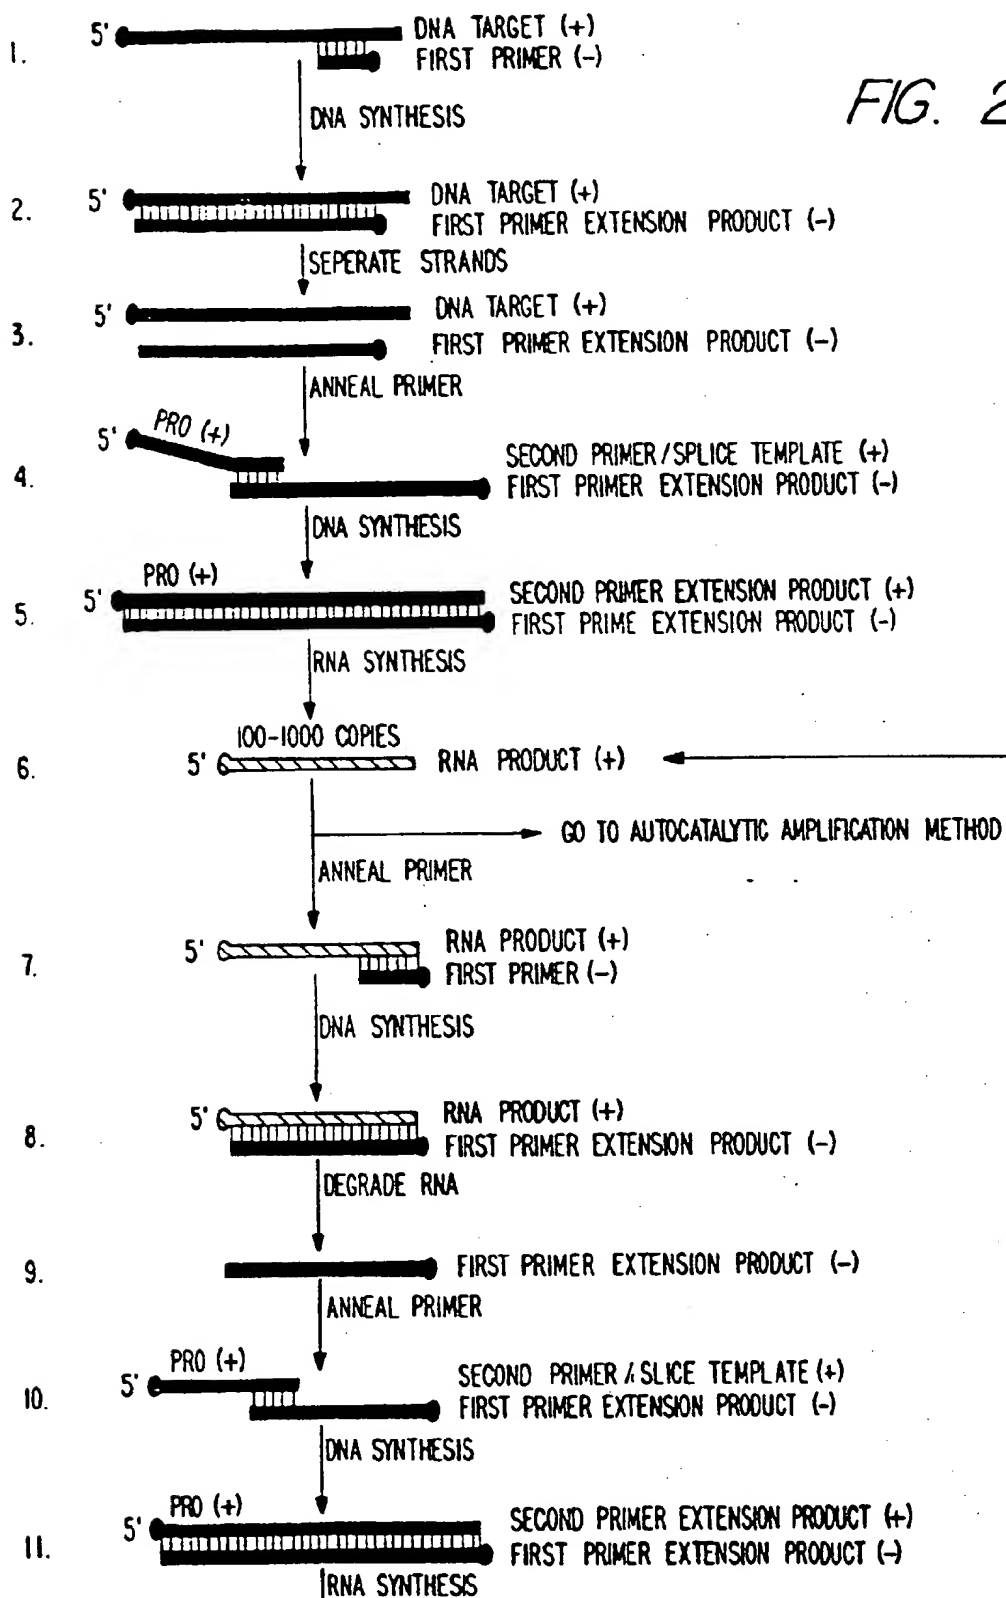 FIG. 2
1.
5' DNA TARGET (+)
FIRST PRIMER (-)
DNA SYNTHESIS
2.
5' DNA TARGET (+)
FIRST PRIMER EXTENSION PRODUCT (-)
SEPERATE STRANDS
3.
5' DNA TARGET (+)
FIRST PRIMER EXTENSION PRODUCT (-)
ANNEAL PRIMER
4.
5' PRO (+)
SECOND PRIMER/SPLICE TEMPLATE (+)
FIRST PRIMER EXTENSION PRODUCT (-)
DNA SYNTHESIS
5.
PRO (+)
5' SECOND PRIMER EXTENSION PRODUCT (+)
FIRST PRIME EXTENSION PRODUCT (-)
RNA SYNTHESIS
6.
100-1000 COPIES
5' RNA PRODUCT (+)
GO TO AUTOCATALYTIC AMPLIFICATION METHOD
ANNEAL PRIMER
7.
5' RNA PRODUCT (+)
FIRST PRIMER (-)
DNA SYNTHESIS
8.
5' RNA PRODUCT (+)
FIRST PRIMER EXTENSION PRODUCT (-)
DEGRADE RNA
9.
FIRST PRIMER EXTENSION PRODUCT (-)
ANNEAL PRIMER
10.
PRO (+)
5' SECOND PRIMER/SLICE TEMPLATE (+)
FIRST PRIMER EXTENSION PRODUCT (-)
DNA SYNTHESIS
11.
PRO (+)
5' SECOND PRIMER EXTENSION PRODUCT (+)
FIRST PRIMER EXTENSION PRODUCT (-)
RNA SYNTHESIS